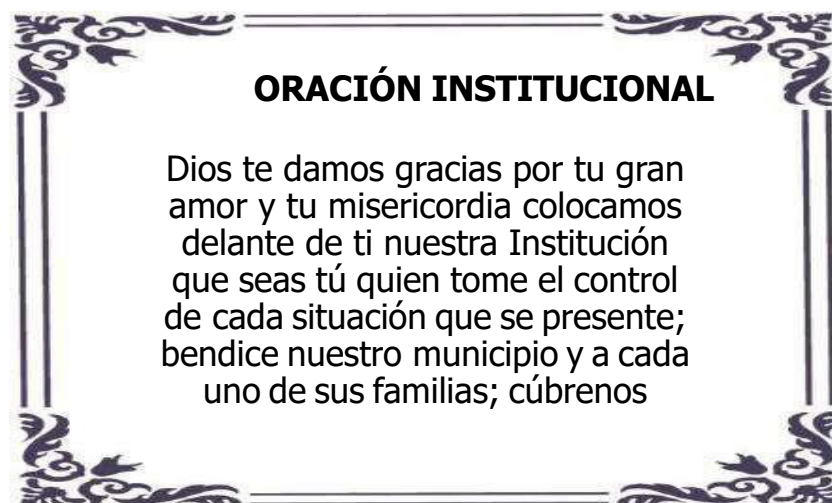 ORACIÓN INSTITUCIONAL
Dios te damos gracias por tu gran
amor y tu misericordia colocamos
delante de ti nuestra Institución
que seas tú quien tome el control
de cada situación que se presente;
bendice nuestro municipio y a cada
uno de sus familias; cúbrenos